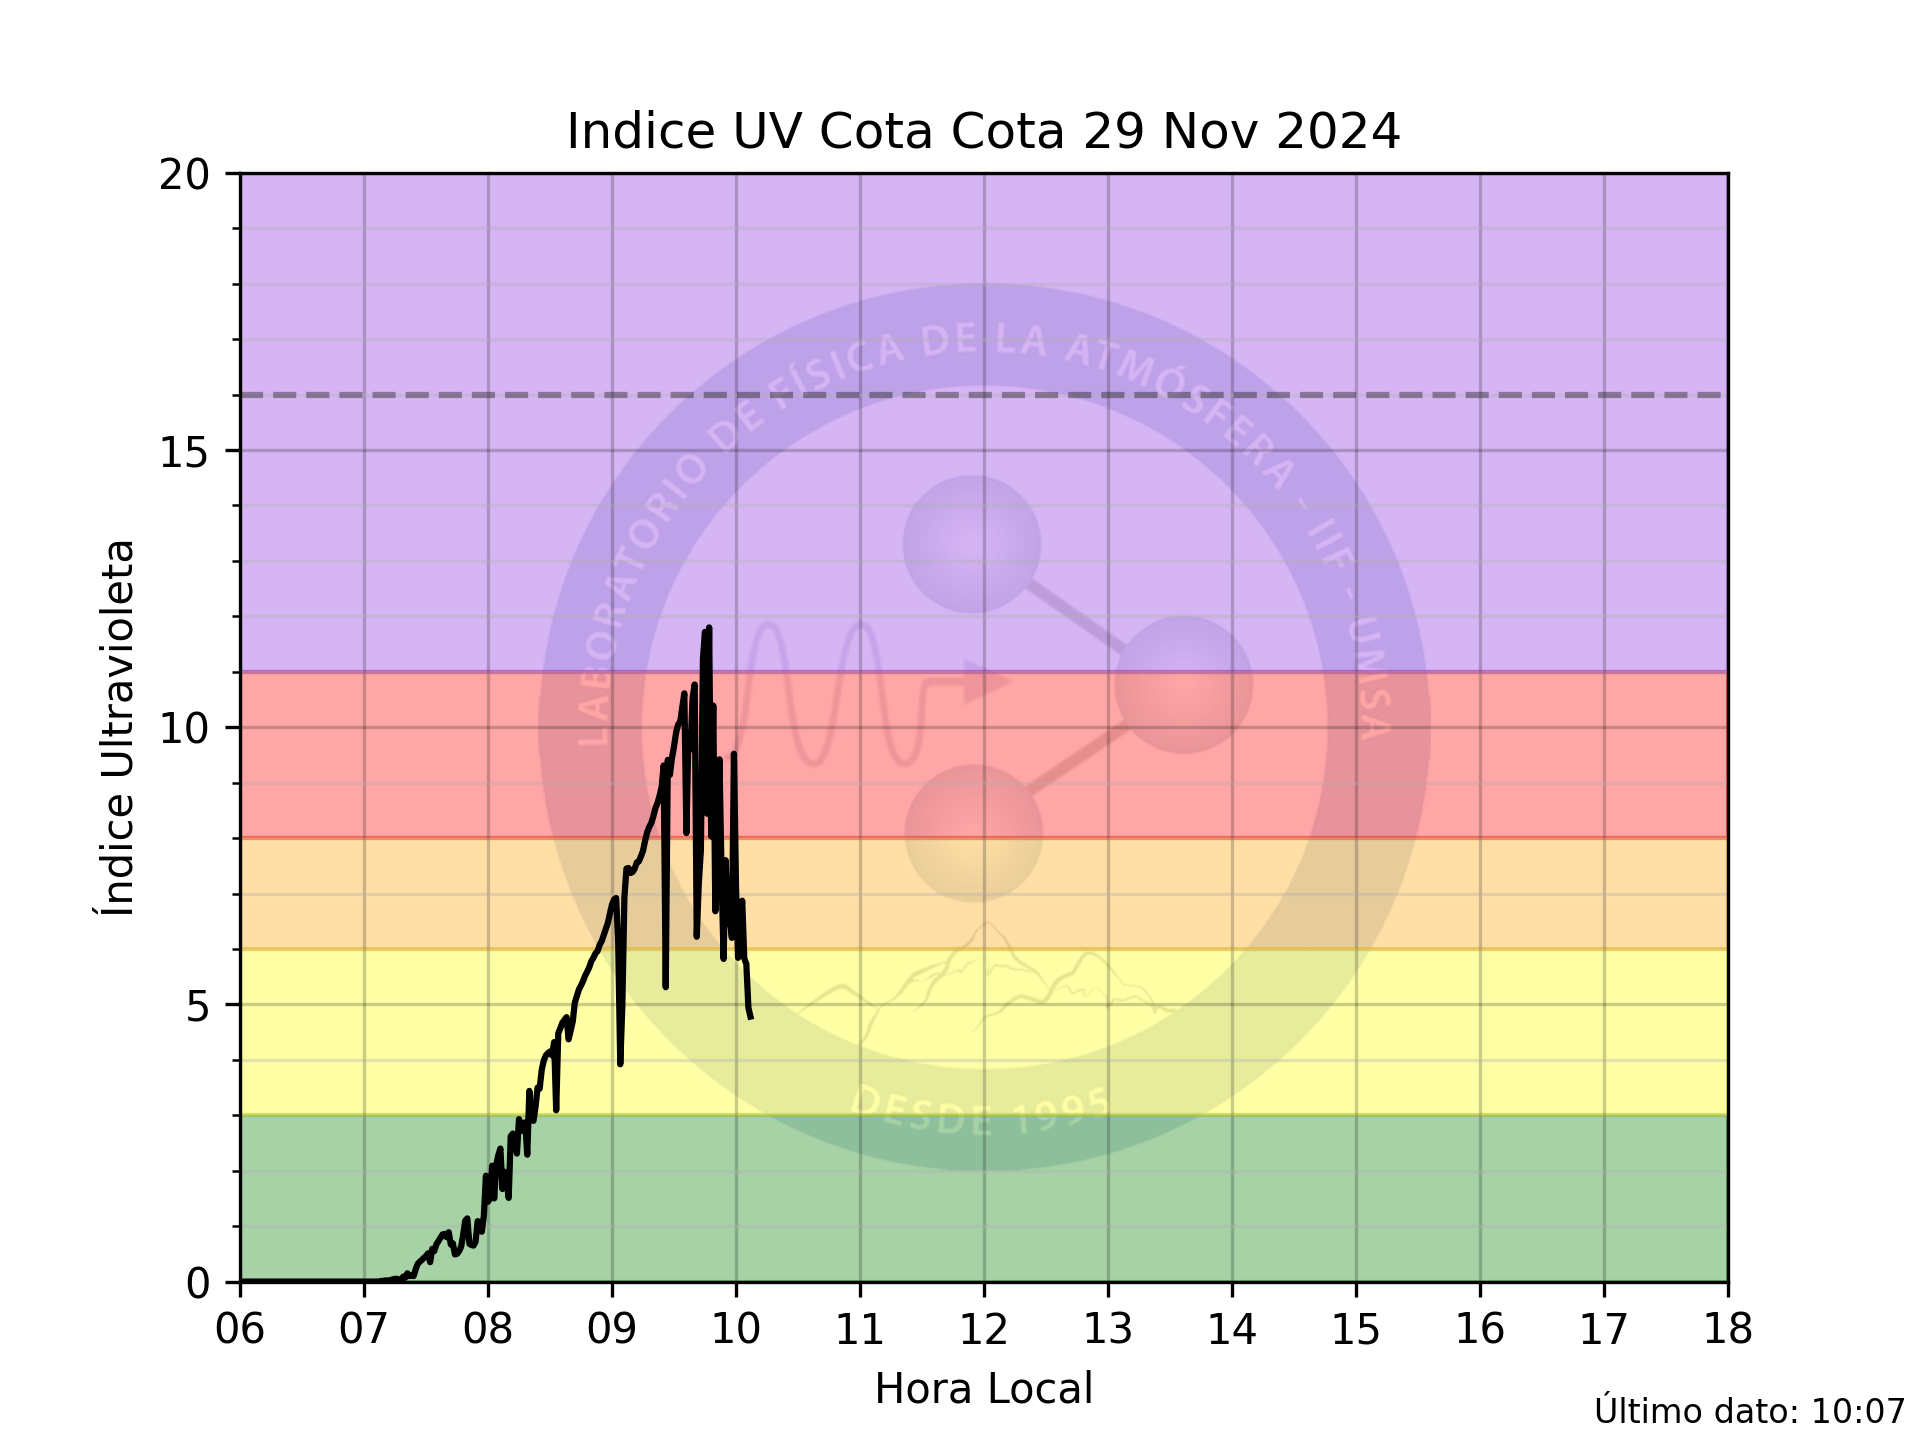 Indice UV Cota Cota 29 Nov 2024
20
15
10
5
0
Índice Ultravioleta
LABORATORIO DE FÍSICA DE LA ATMÓSFERA - IIF - UMSA
DESDE 1995
06 07 08 09 10 11 12 13 14 15 16 17 18
Hora Local
Último dato: 10:07